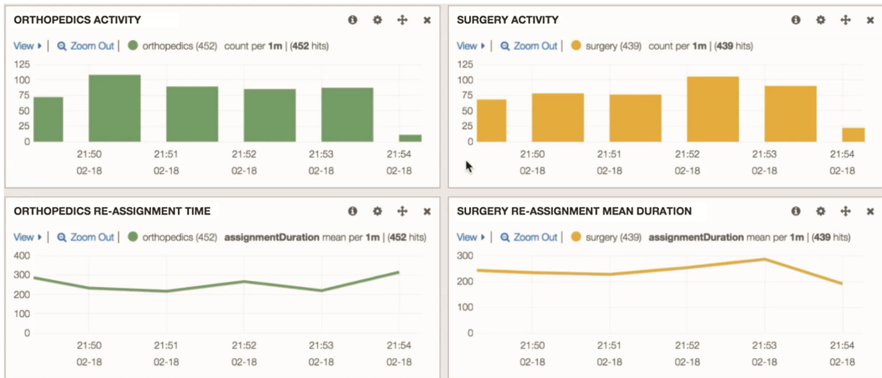 ORTHOPEDICS ACTIVITY
View | Zoom Out | orthopedics (452) count per 1m | (452 hits)
125
100
75
50
25
0
21:50 21:51 21:52 21:53 21:54
02-18 02-18 02-18 02-18 02-18
SURGERY ACTIVITY
View | Zoom Out | surgery (439) count per 1m | (439 hits)
125
100
75
50
25
0
21:50 21:51 21:52 21:53 21:54
02-18 02-18 02-18 02-18 02-18
ORTHOPEDICS RE-ASSIGNMENT TIME
View | Zoom Out | orthopedics (452) assignmentDuration mean per 1m | (452 hits)
400
300
200
100
0
21:50 21:51 21:52 21:53 21:54
02-18 02-18 02-18 02-18 02-18
SURGERY RE-ASSIGNMENT MEAN DURATION
View | Zoom Out | surgery (439) assignmentDuration mean per 1m | (439 hits)
300
200
100
0
21:50 21:51 21:52 21:53 21:54
02-18 02-18 02-18 02-18 02-18